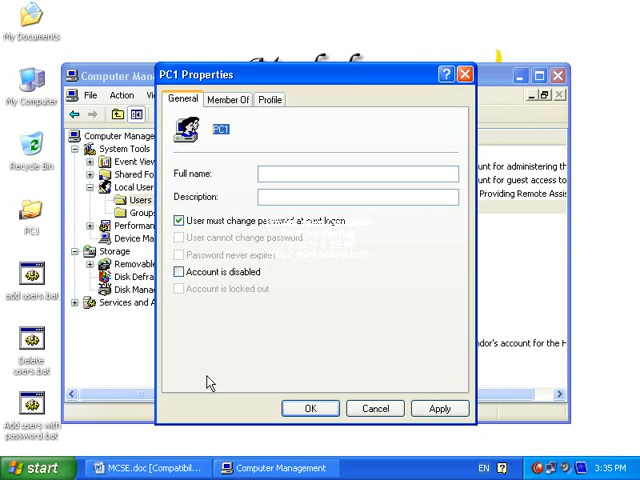 My Documents
My Computer
Recycle Bin
PC1
add users.bat
Delete users.bat
Add users with password.bat
Computer Mana
File Action Vi
Computer Managem
System Tools
Event View
Shared Fo
Local User
Users
Groups
Performan
Device Ma
Storage
Removable
Disk Defra
Disk Mana
Services and A
PC1 Properties
General Member Of Profile
PC1
Full name:
Description:
User must change password at next logon
User cannot change password
Password never expires
Account is disabled
Account is locked out
OK Cancel Apply
unt for administering th
nt for guest access to
Providing Remote Assis
ndor's account for the H
start
MCSE.doc [Compatibil...
Computer Management
EN
3:35 PM